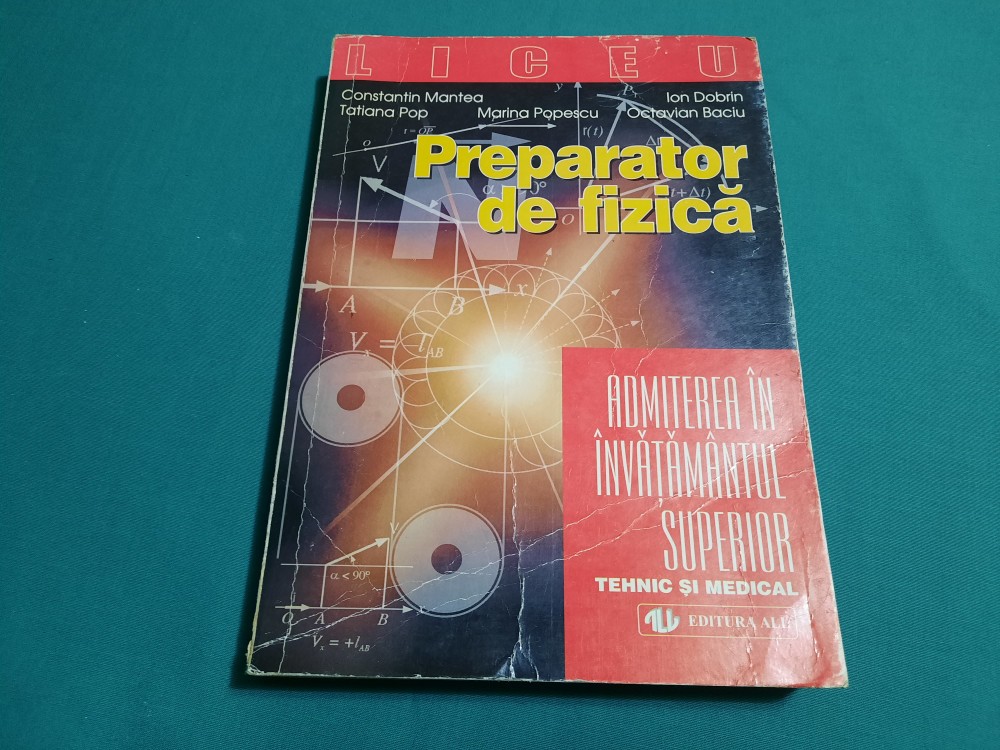 LICEU
Constantin Mantea Ion Dobrin
Tatiana Pop Marina Popescu Octavian Baciu
Preparator
de fizică
y
r(t)
o
V
O
A
B
x
α < 90°
O A B
ADMITEREA ÎN
ÎNVĂȚĂMÂNTUL
SUPERIOR
TEHNIC ȘI MEDICAL
EDITURA ALL